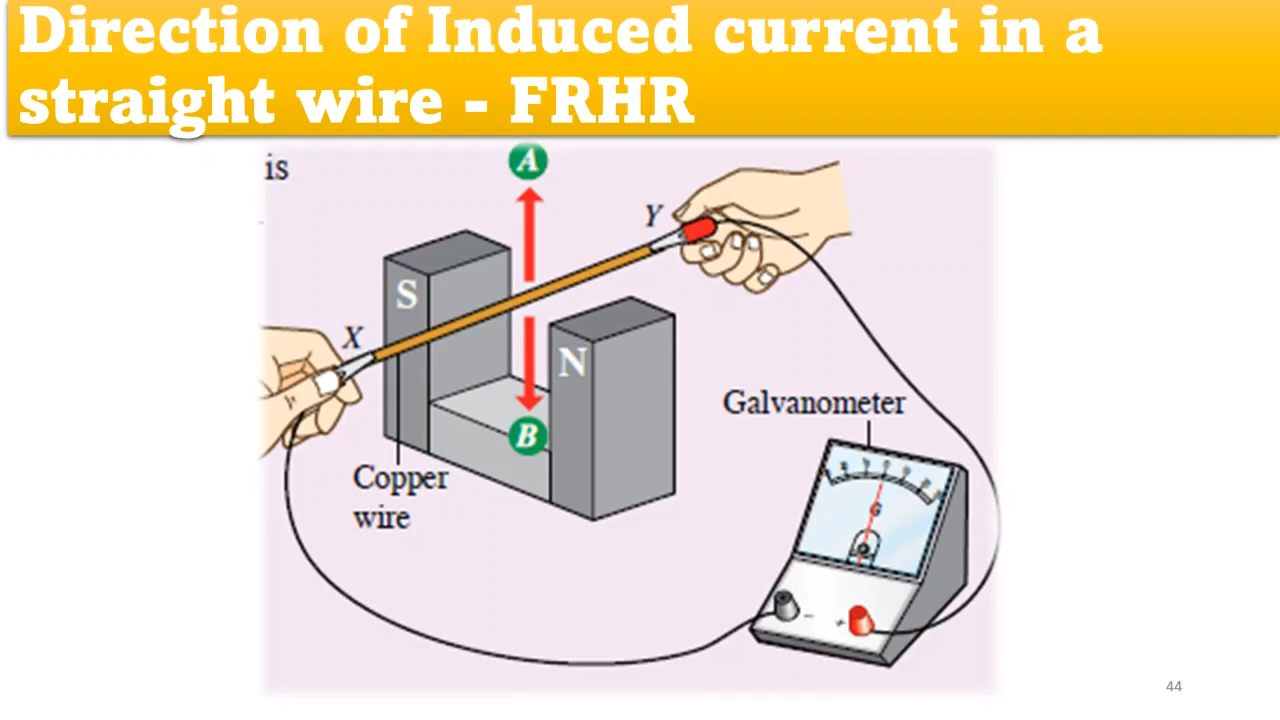 Direction of Induced current in a
straight wire - FRHR
is
A
Y
S
X
N
B
Galvanometer
Copper
wire
G
- +
44